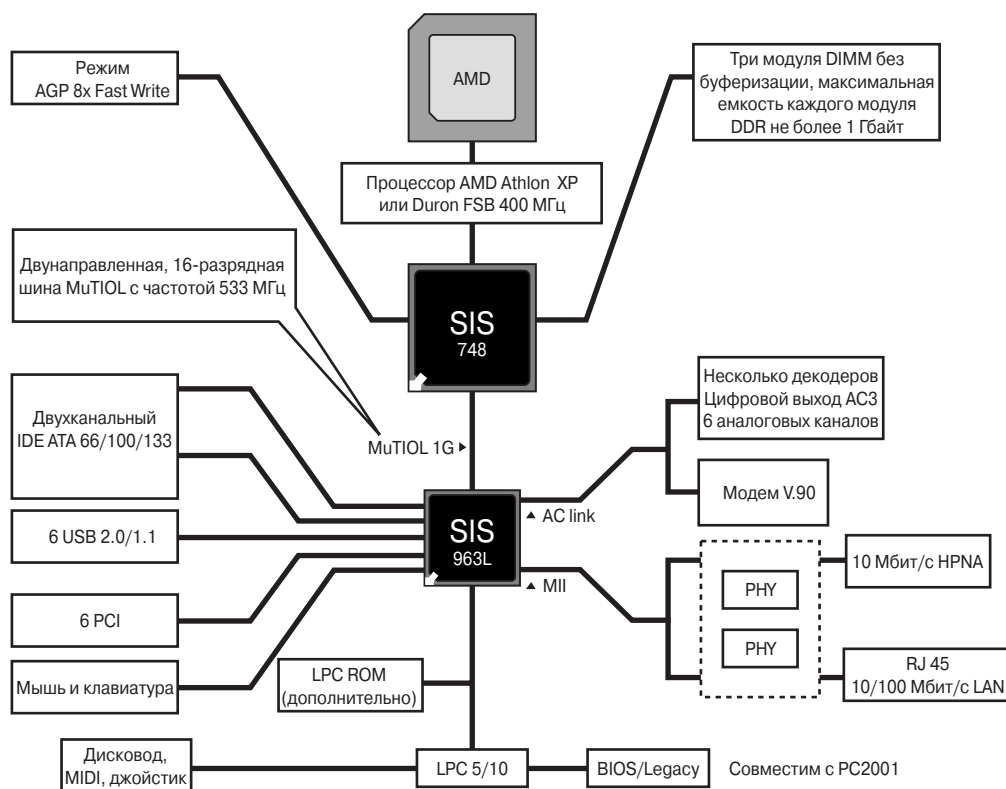 Режим
AGP 8x Fast Write
AMD
Три модуля DIMM без
буферизации, максимальная
емкость каждого модуля
DDR не более 1 Гбайт
Процессор AMD Athlon XP
или Duron FSB 400 МГц
Двунаправленная, 16-разрядная
шина MuTIOL с частотой 533 МГц
SIS
748
Двухканальный
IDE ATA 66/100/133
MuTIOL 1G
Несколько декодеров
Цифровой выход AC3
6 аналоговых каналов
Модем V.90
6 USB 2.0/1.1
SIS
963L
AC link
MII
6 PCI
Мышь и клавиатура
PHY
PHY
10 Мбит/с HPNA
RJ 45
10/100 Мбит/с LAN
LPC ROM
(дополнительно)
Дисковод,
MIDI, джойстик
LPC 5/10
BIOS/Legacy
Совместим с PC2001